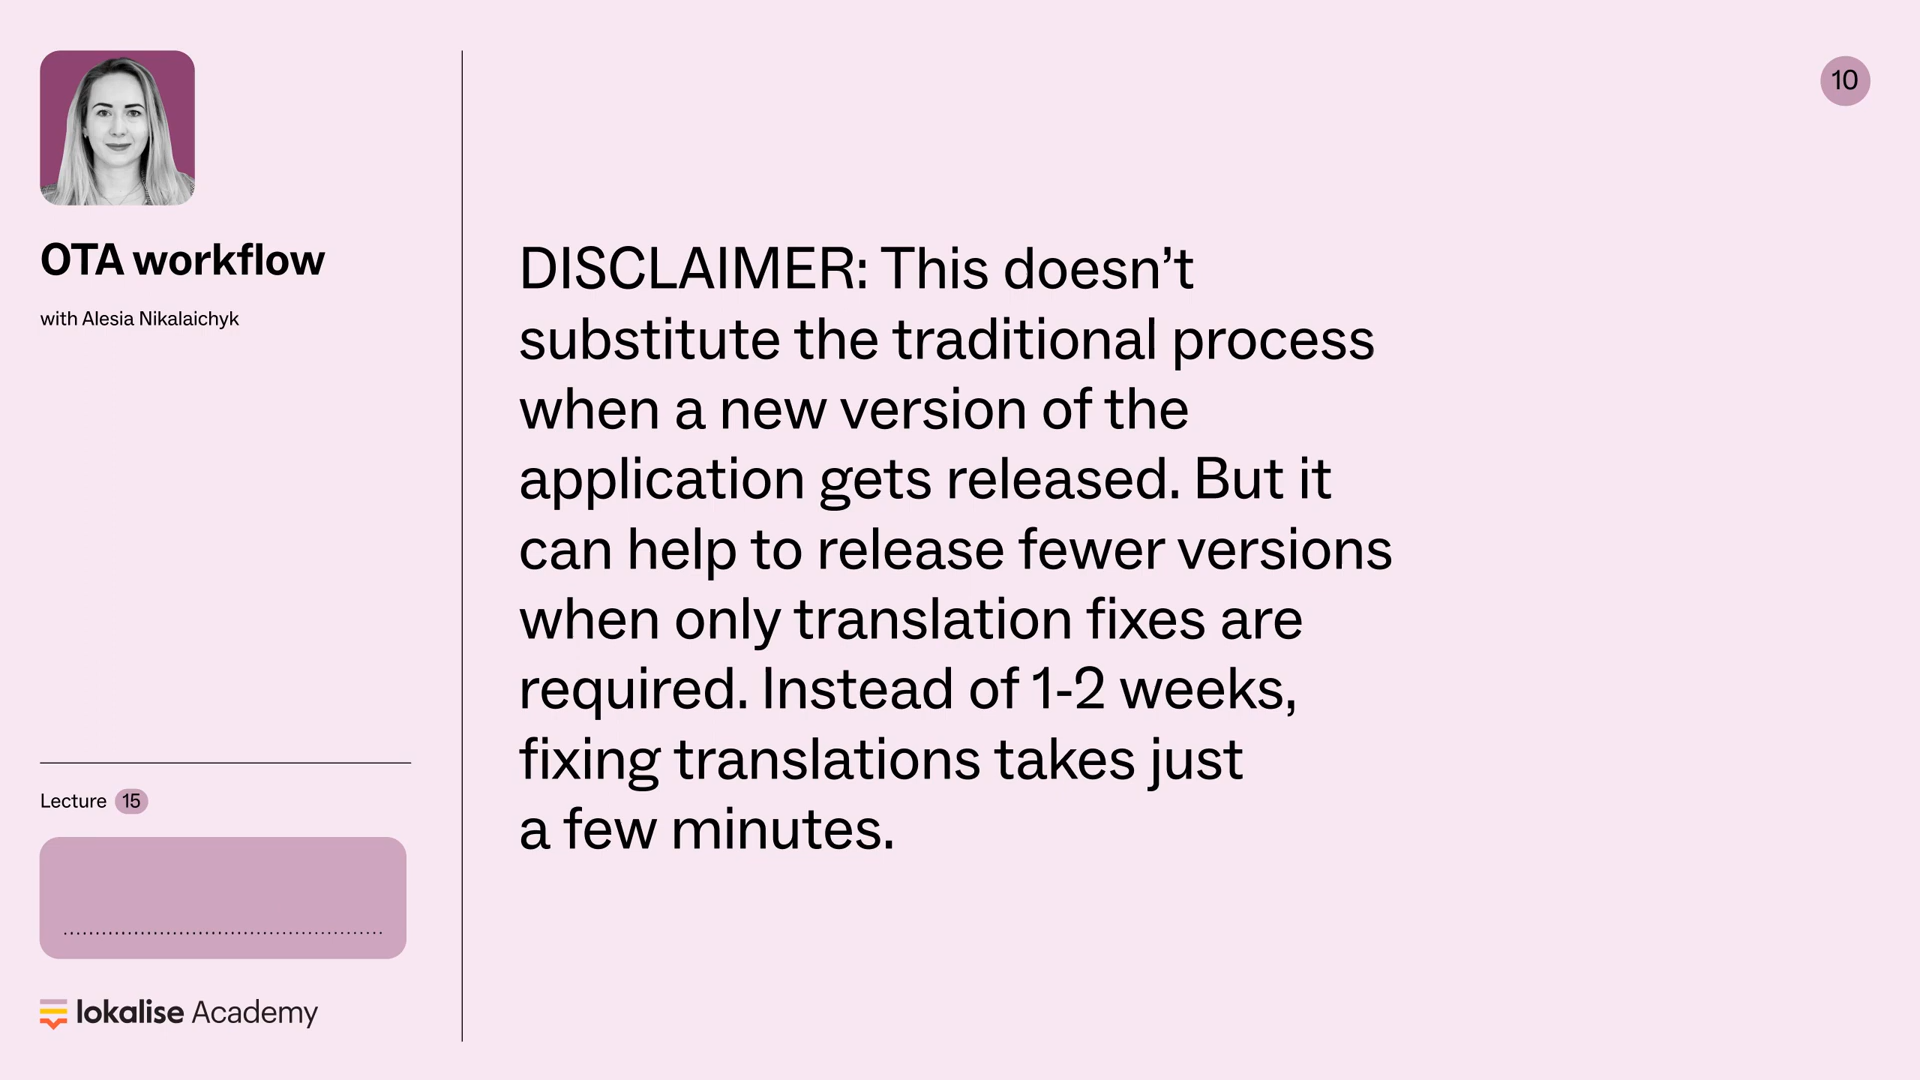 OTA workflow
with Alesia Nikalaichyk
Lecture 15
lokalise Academy
10
DISCLAIMER: This doesn’t
substitute the traditional process
when a new version of the
application gets released. But it
can help to release fewer versions
when only translation fixes are
required. Instead of 1-2 weeks,
fixing translations takes just
a few minutes.